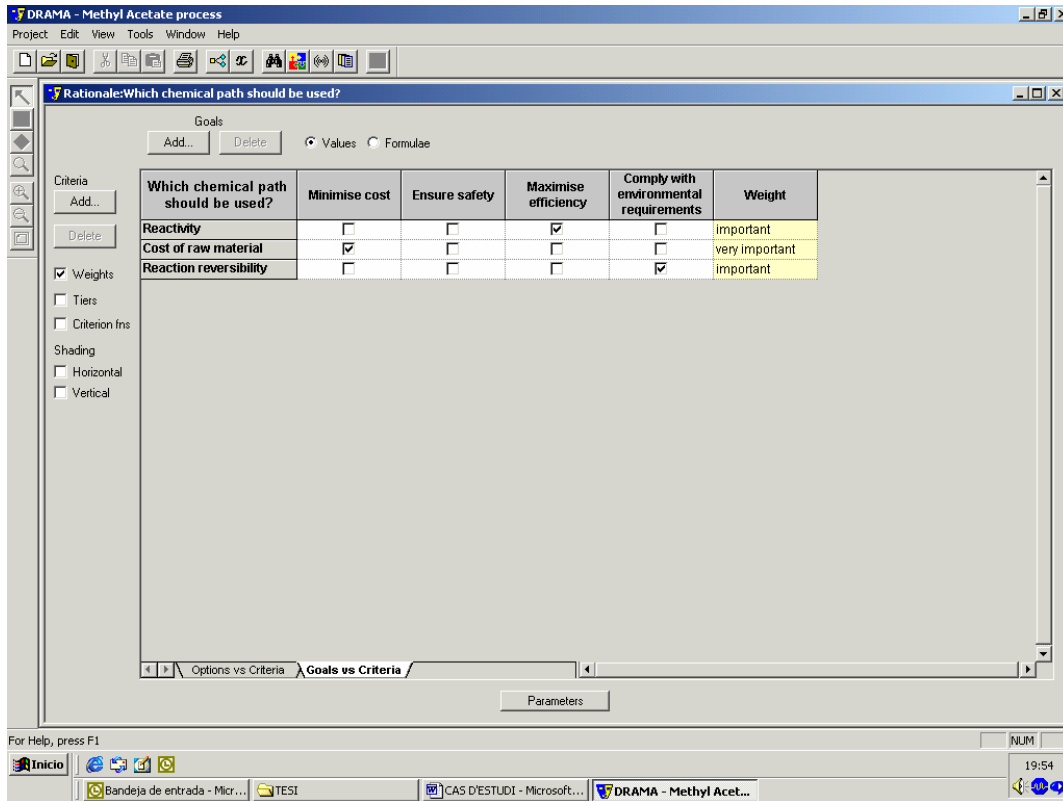 DRAMA - Methyl Acetate process
Project Edit View Tools Window Help
Rationale:Which chemical path should be used?
Goals
Add... Delete Values Formulae
Criteria
Add...
Delete
Weights
Tiers
Criterion fns
Shading
Horizontal
Vertical
Which chemical path should be used? Minimise cost Ensure safety Maximise efficiency Comply with environmental requirements Weight
Reactivity important
Cost of raw material very important
Reaction reversibility important
Options vs Criteria Goals vs Criteria
Parameters
For Help, press F1 NUM
Inicio 19:54
Bandeja de entrada - Micr... TESI CAS D'ESTUDI - Microsoft... DRAMA - Methyl Acet...